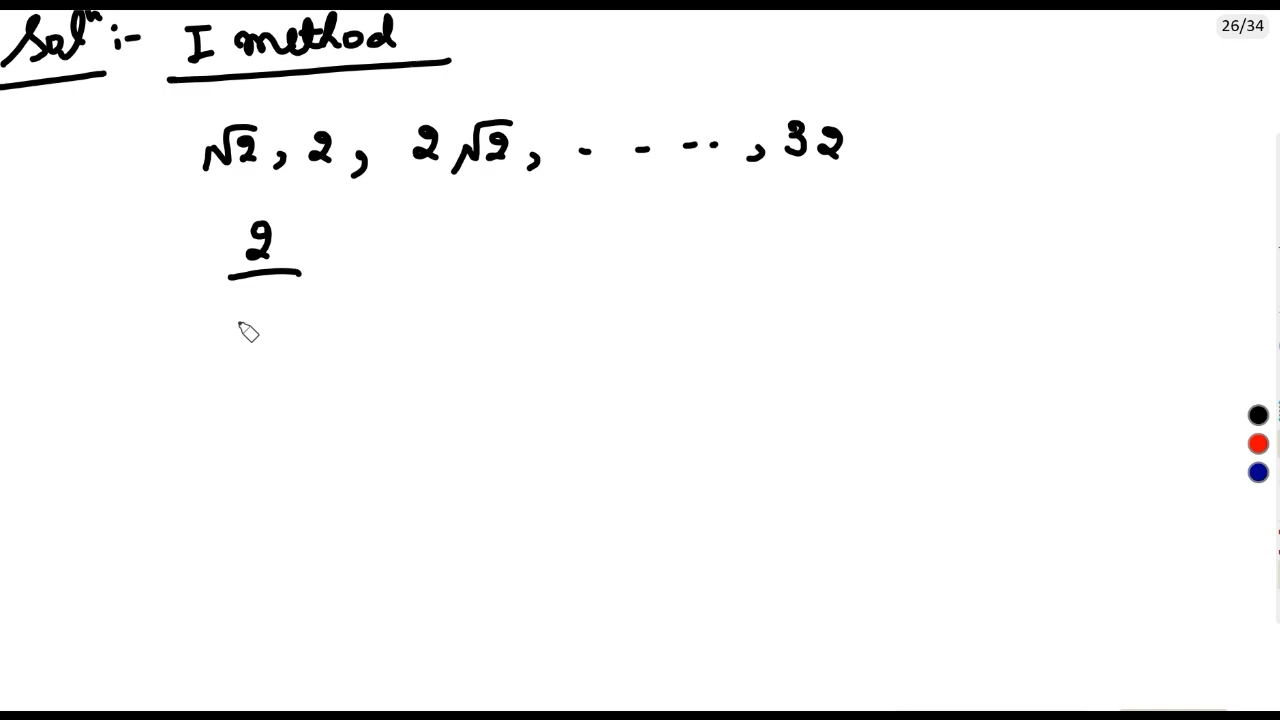 26/34
Solⁿ :- I method
√2, 2, 2√2, . - - .. , 32
2